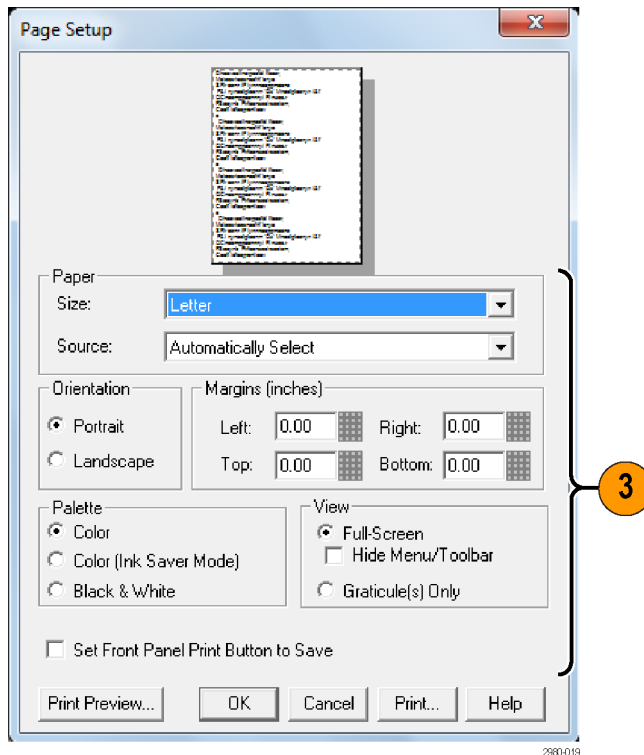 Page Setup
x
Paper
Size: Letter
Source: Automatically Select
Orientation
Portrait
Landscape
Margins (inches)
Left: 0.00 Right: 0.00
Top: 0.00 Bottom: 0.00
Palette
Color
Color (Ink Saver Mode)
Black & White
View
Full-Screen
Hide Menu/Toolbar
Graticule(s) Only
Set Front Panel Print Button to Save
Print Preview... OK Cancel Print... Help
3
2980-019